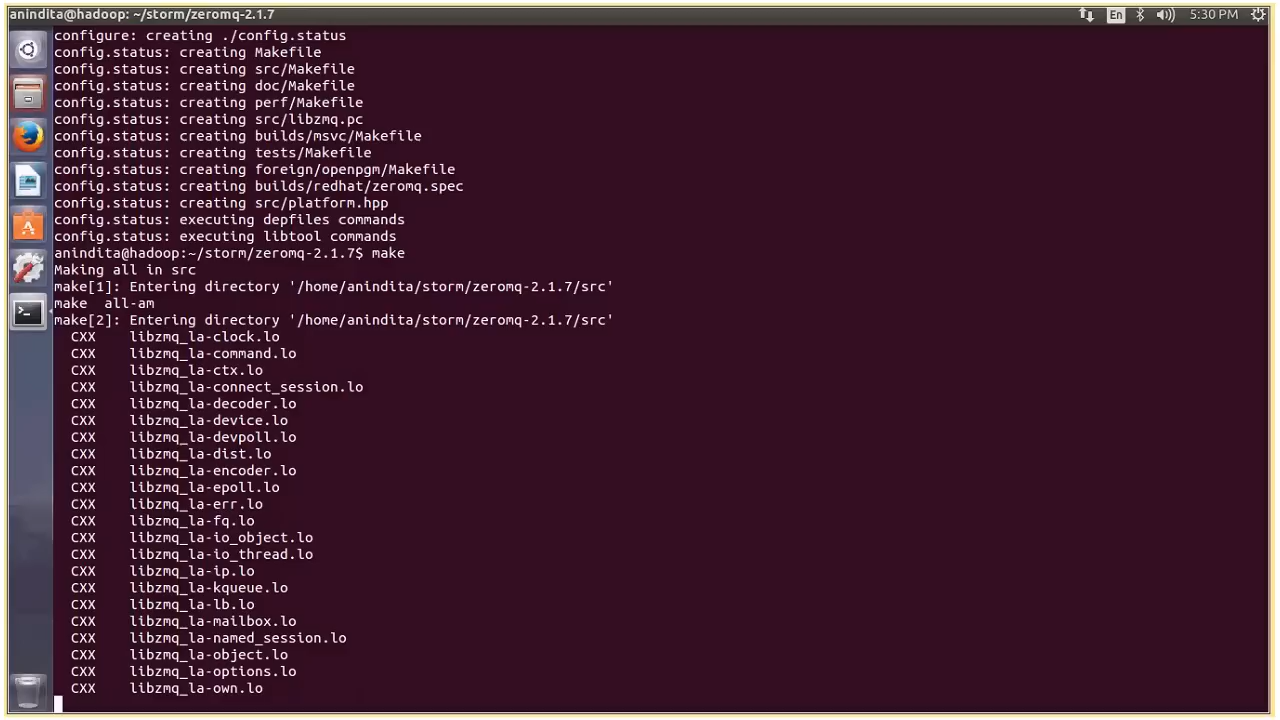 anindita@hadoop: ~/storm/zeromq-2.1.7 En 5:30 PM
configure: creating ./config.status
config.status: creating Makefile
config.status: creating src/Makefile
config.status: creating doc/Makefile
config.status: creating perf/Makefile
config.status: creating src/libzmq.pc
config.status: creating builds/msvc/Makefile
config.status: creating tests/Makefile
config.status: creating foreign/openpgm/Makefile
config.status: creating builds/redhat/zeromq.spec
config.status: creating src/platform.hpp
config.status: executing depfiles commands
config.status: executing libtool commands
anindita@hadoop:~/storm/zeromq-2.1.7$ make
Making all in src
make[1]: Entering directory '/home/anindita/storm/zeromq-2.1.7/src'
make  all-am
make[2]: Entering directory '/home/anindita/storm/zeromq-2.1.7/src'
  CXX    libzmq_la-clock.lo
  CXX    libzmq_la-command.lo
  CXX    libzmq_la-ctx.lo
  CXX    libzmq_la-connect_session.lo
  CXX    libzmq_la-decoder.lo
  CXX    libzmq_la-device.lo
  CXX    libzmq_la-devpoll.lo
  CXX    libzmq_la-dist.lo
  CXX    libzmq_la-encoder.lo
  CXX    libzmq_la-epoll.lo
  CXX    libzmq_la-err.lo
  CXX    libzmq_la-fq.lo
  CXX    libzmq_la-io_object.lo
  CXX    libzmq_la-io_thread.lo
  CXX    libzmq_la-ip.lo
  CXX    libzmq_la-kqueue.lo
  CXX    libzmq_la-lb.lo
  CXX    libzmq_la-mailbox.lo
  CXX    libzmq_la-named_session.lo
  CXX    libzmq_la-object.lo
  CXX    libzmq_la-options.lo
  CXX    libzmq_la-own.lo